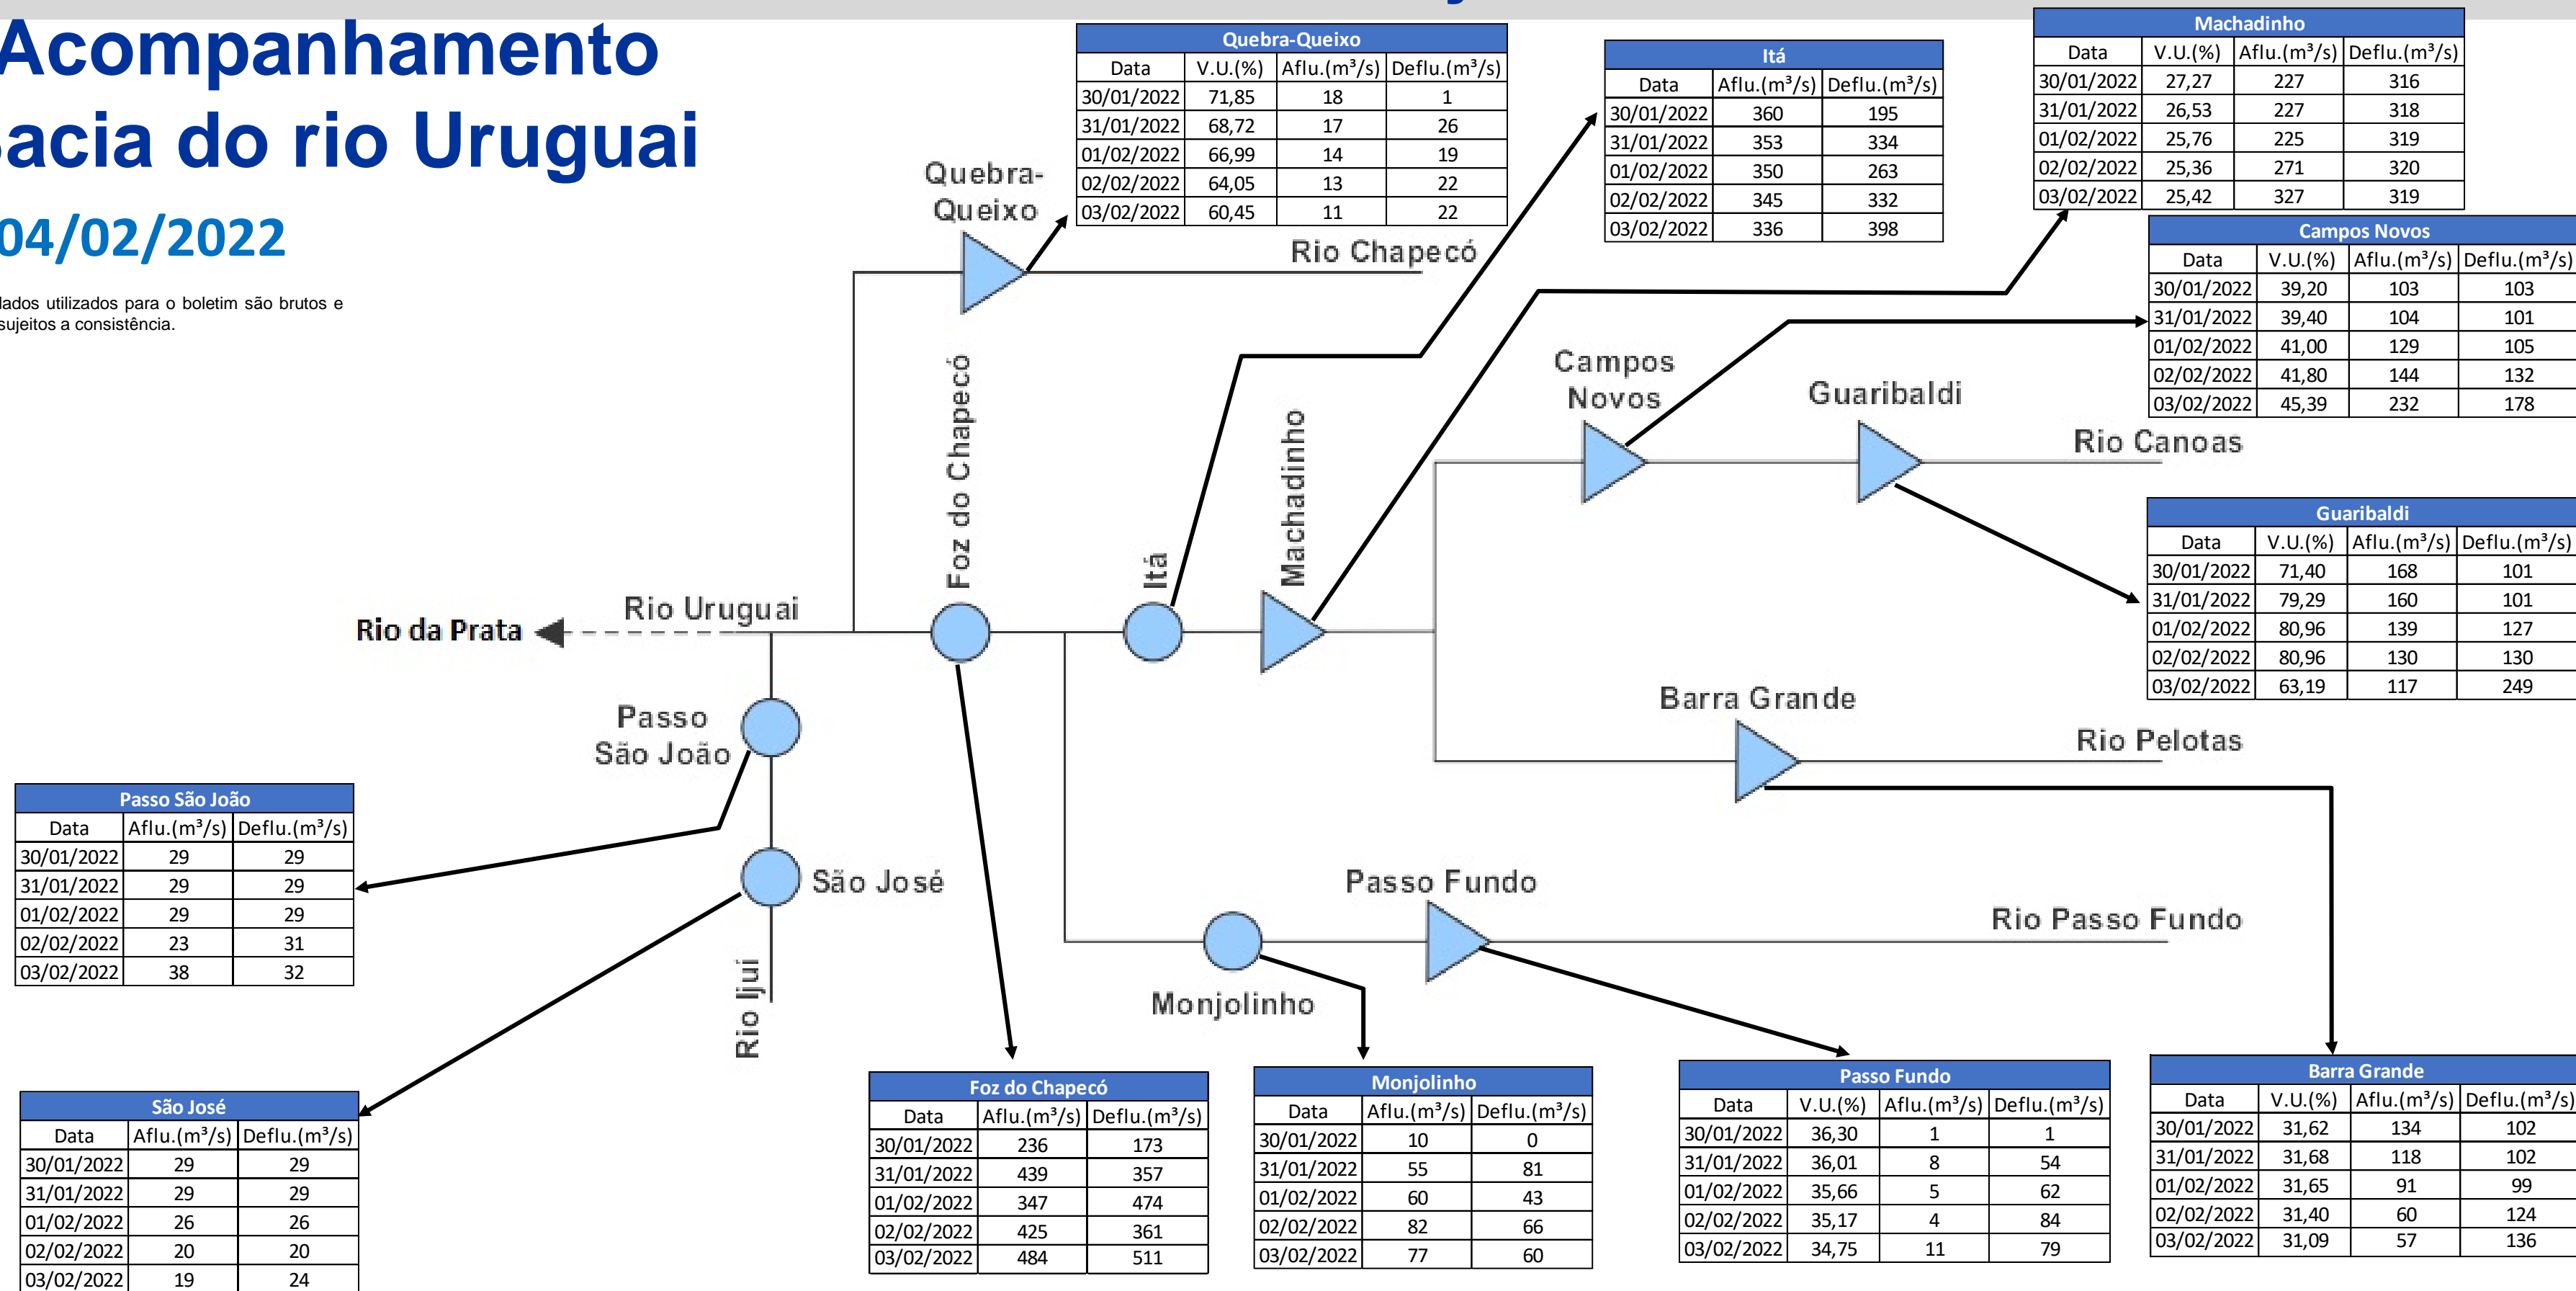 Acompanhamento
Bacia do rio Uruguai
04/02/2022
dados utilizados para o boletim são brutos e
sujeitos a consistência.
Quebra-Queixo
Data V.U.(%) Aflu.(m³/s) Deflu.(m³/s)
30/01/2022 71,85 18 1
31/01/2022 68,72 17 26
01/02/2022 66,99 14 19
02/02/2022 64,05 13 22
03/02/2022 60,45 11 22
Itá
Data Aflu.(m³/s) Deflu.(m³/s)
30/01/2022 360 195
31/01/2022 353 334
01/02/2022 350 263
02/02/2022 345 332
03/02/2022 336 398
Machadinho
Data V.U.(%) Aflu.(m³/s) Deflu.(m³/s)
30/01/2022 27,27 227 316
31/01/2022 26,53 227 318
01/02/2022 25,76 225 319
02/02/2022 25,36 271 320
03/02/2022 25,42 327 319
Campos Novos
Data V.U.(%) Aflu.(m³/s) Deflu.(m³/s)
30/01/2022 39,20 103 103
31/01/2022 39,40 104 101
01/02/2022 41,00 129 105
02/02/2022 41,80 144 132
03/02/2022 45,39 232 178
Quebra-
Queixo
Rio Chapecó
Foz do Chapecó
Itá
Machadinho
Campos
Novos
Guaribaldi
Rio Canoas
Guaribaldi
Data V.U.(%) Aflu.(m³/s) Deflu.(m³/s)
30/01/2022 71,40 168 101
31/01/2022 79,29 160 101
01/02/2022 80,96 139 127
02/02/2022 80,96 130 130
03/02/2022 63,19 117 249
Rio da Prata
Rio Uruguai
Passo
São João
Barra Grande
Rio Pelotas
São José
Rio Ijuí
Passo Fundo
Rio Passo Fundo
Monjolinho
Passo São João
Data Aflu.(m³/s) Deflu.(m³/s)
30/01/2022 29 29
31/01/2022 29 29
01/02/2022 29 29
02/02/2022 23 31
03/02/2022 38 32
São José
Data Aflu.(m³/s) Deflu.(m³/s)
30/01/2022 29 29
31/01/2022 29 29
01/02/2022 26 26
02/02/2022 20 20
03/02/2022 19 24
Foz do Chapecó
Data Aflu.(m³/s) Deflu.(m³/s)
30/01/2022 236 173
31/01/2022 439 357
01/02/2022 347 474
02/02/2022 425 361
03/02/2022 484 511
Monjolinho
Data Aflu.(m³/s) Deflu.(m³/s)
30/01/2022 10 0
31/01/2022 55 81
01/02/2022 60 43
02/02/2022 82 66
03/02/2022 77 60
Passo Fundo
Data V.U.(%) Aflu.(m³/s) Deflu.(m³/s)
30/01/2022 36,30 1 1
31/01/2022 36,01 8 54
01/02/2022 35,66 5 62
02/02/2022 35,17 4 84
03/02/2022 34,75 11 79
Barra Grande
Data V.U.(%) Aflu.(m³/s) Deflu.(m³/s)
30/01/2022 31,62 134 102
31/01/2022 31,68 118 102
01/02/2022 31,65 91 99
02/02/2022 31,40 60 124
03/02/2022 31,09 57 136